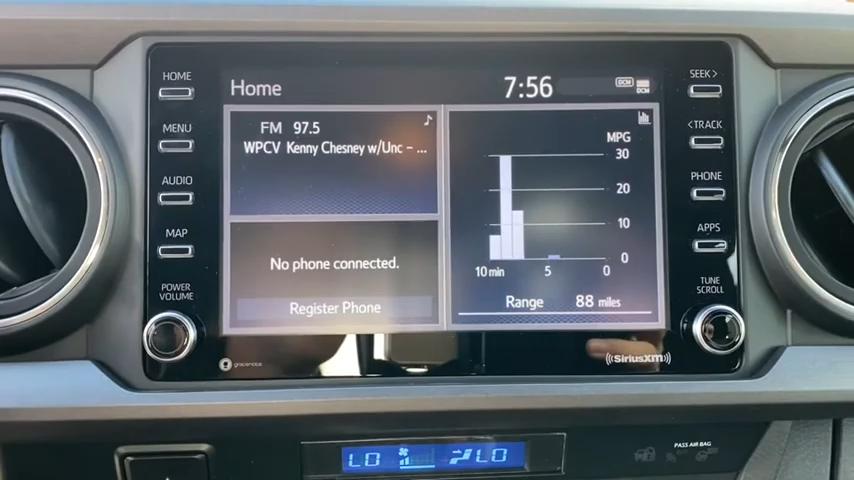 HOME
MENU
AUDIO
MAP
POWER
VOLUME
Home
7:56
DCM
DCM
FM 97.5
WPCV Kenny Chesney w/Unc – ...
No phone connected.
Register Phone
MPG
30
20
10
0
10 min 5 0
Range 88 miles
SEEK >
< TRACK
PHONE
APPS
TUNE
SCROLL
gracenote
SiriusXM
LO LO
PASS AIR BAG